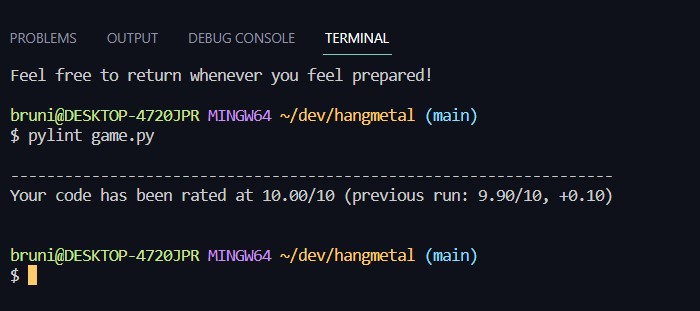 PROBLEMS OUTPUT DEBUG CONSOLE TERMINAL
Feel free to return whenever you feel prepared!
bruni@DESKTOP-4720JPR MINGW64 ~/dev/hangmetal (main)
$ pylint game.py
-------------------------------------------------------------------
Your code has been rated at 10.00/10 (previous run: 9.90/10, +0.10)
bruni@DESKTOP-4720JPR MINGW64 ~/dev/hangmetal (main)
$